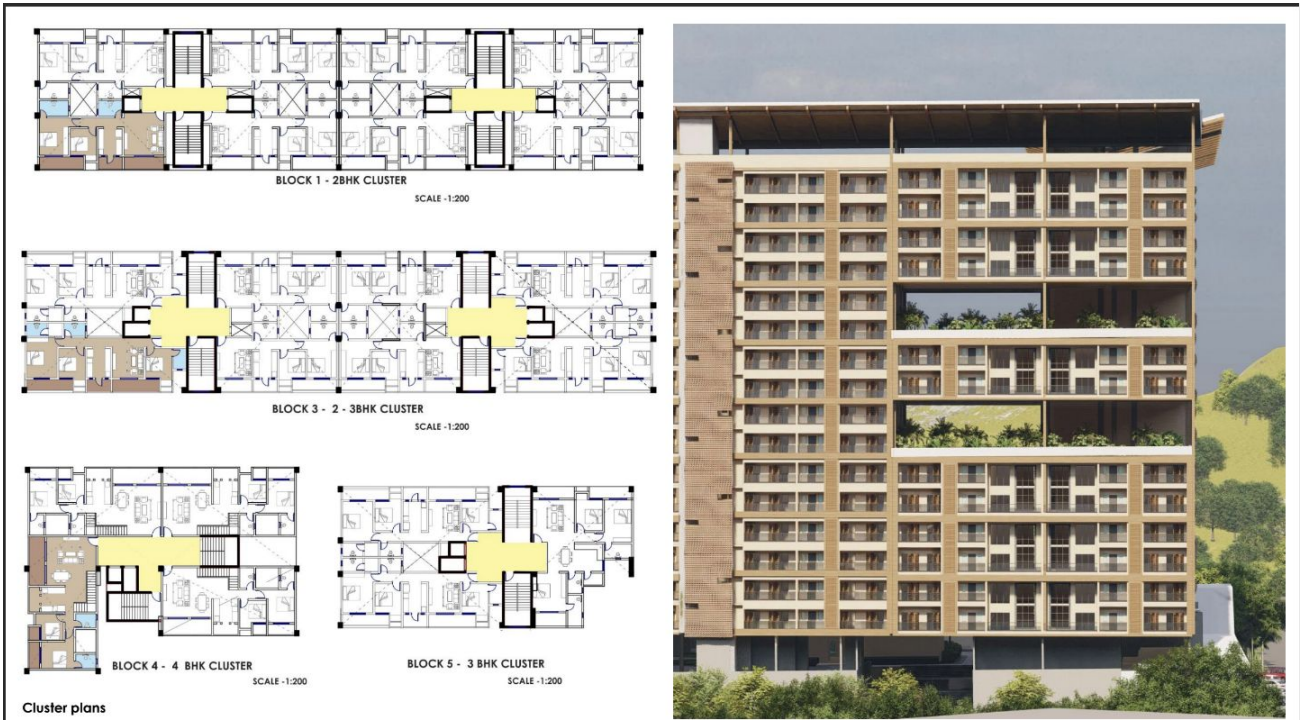 BLOCK 1 - 2BHK CLUSTER
SCALE -1:200
BLOCK 3 - 2 - 3BHK CLUSTER
SCALE -1:200
BLOCK 4 - 4 BHK CLUSTER
SCALE -1:200
BLOCK 5 - 3 BHK CLUSTER
SCALE -1:200
Cluster plans